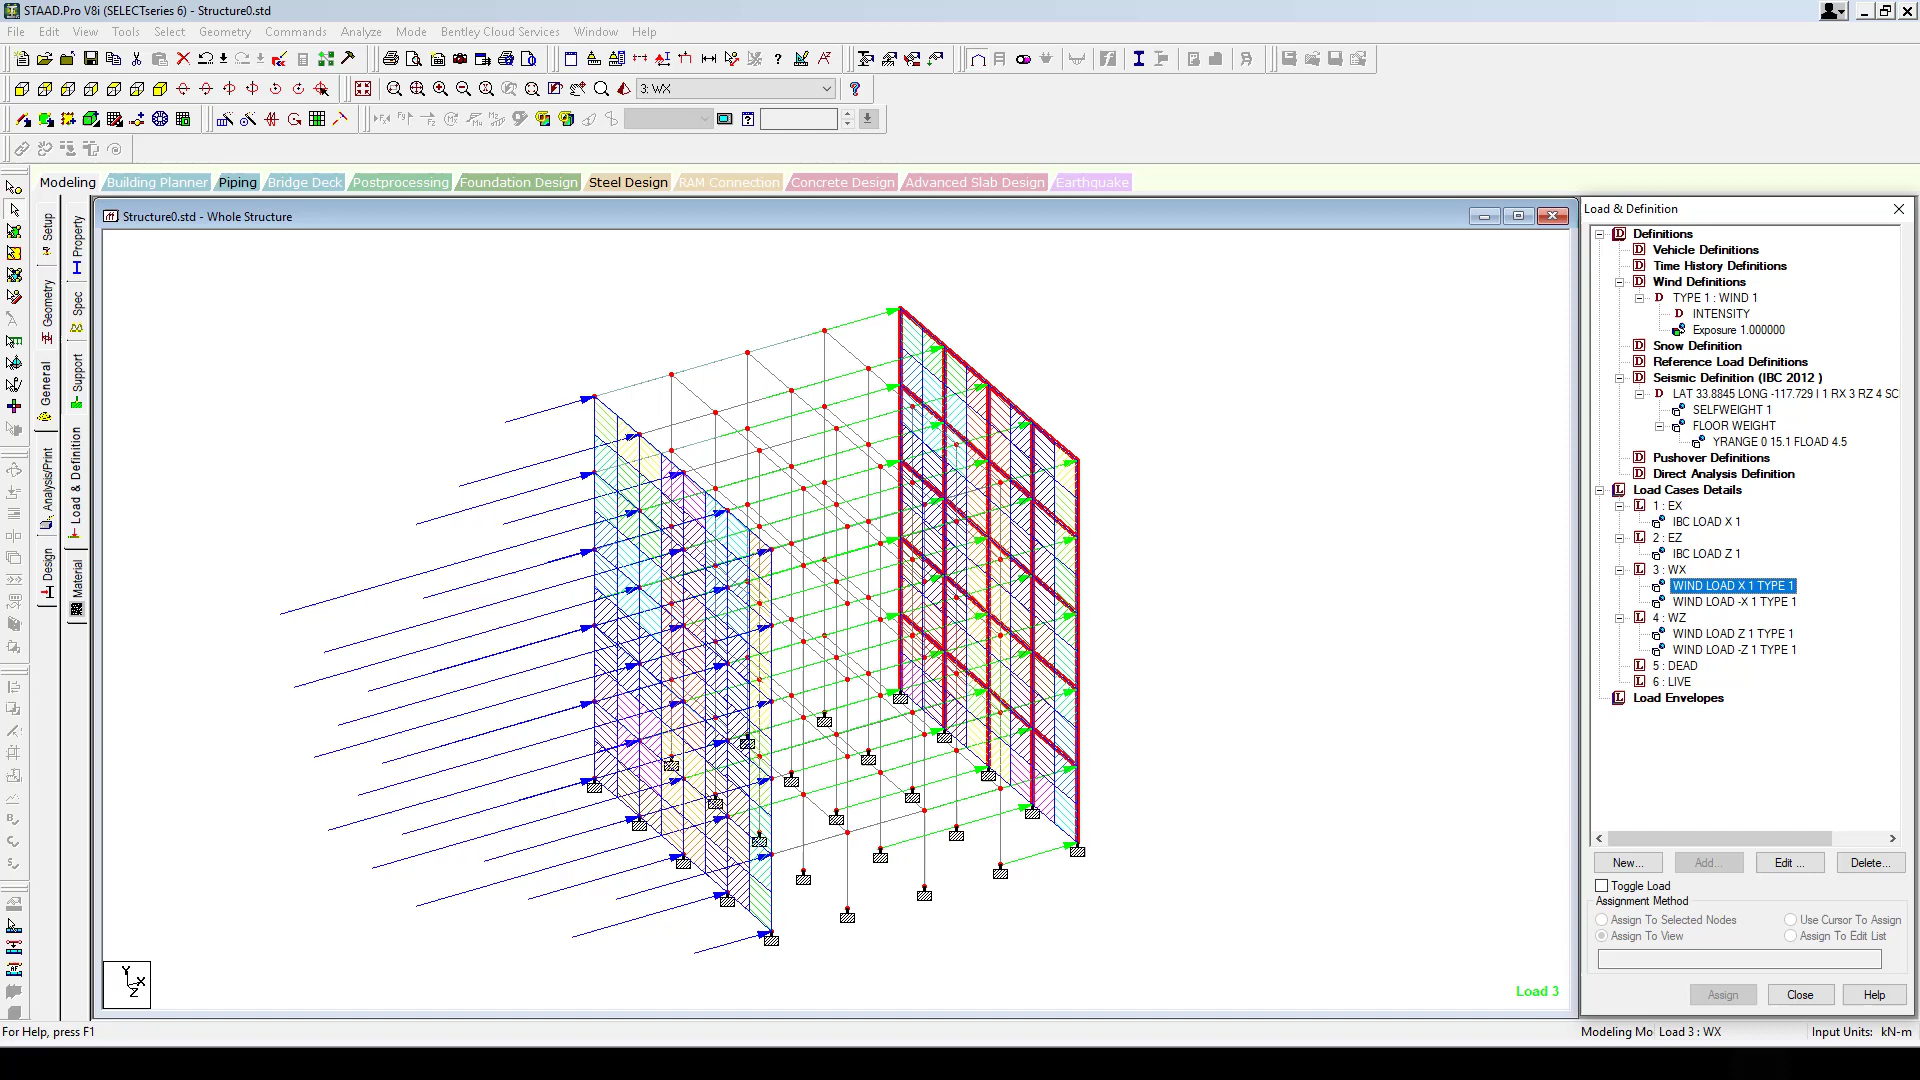 STAAD.Pro V8i (SELECTseries 6) - Structure0.std
File Edit View Tools Select Geometry Commands Analyze Mode Bentley Cloud Services Window Help
3: WX
Modeling Building Planner Piping Bridge Deck Postprocessing Foundation Design Steel Design RAM Connection Concrete Design Advanced Slab Design Earthquake
Setup
Geometry
General
Analysis/Print
Design
Property
Spec
Support
Load & Definition
Material
Structure0.std - Whole Structure
Y
X
Z
Load 3
Load & Definition
Definitions
Vehicle Definitions
Time History Definitions
Wind Definitions
TYPE 1 : WIND 1
INTENSITY
Exposure 1.000000
Snow Definition
Reference Load Definitions
Seismic Definition (IBC 2012 )
LAT 33.8845 LONG -117.729 I 1 RX 3 RZ 4 SC
SELFWEIGHT 1
FLOOR WEIGHT
YRANGE 0 15.1 FLOAD 4.5
Pushover Definitions
Direct Analysis Definition
Load Cases Details
1 : EX
IBC LOAD X 1
2 : EZ
IBC LOAD Z 1
3 : WX
WIND LOAD X 1 TYPE 1
WIND LOAD -X 1 TYPE 1
4 : WZ
WIND LOAD Z 1 TYPE 1
WIND LOAD -Z 1 TYPE 1
5 : DEAD
6 : LIVE
Load Envelopes
New... Add... Edit ... Delete...
Toggle Load
Assignment Method
Assign To Selected Nodes Use Cursor To Assign
Assign To View Assign To Edit List
Assign Close Help
For Help, press F1 Modeling Mo Load 3 : WX Input Units: kN-m